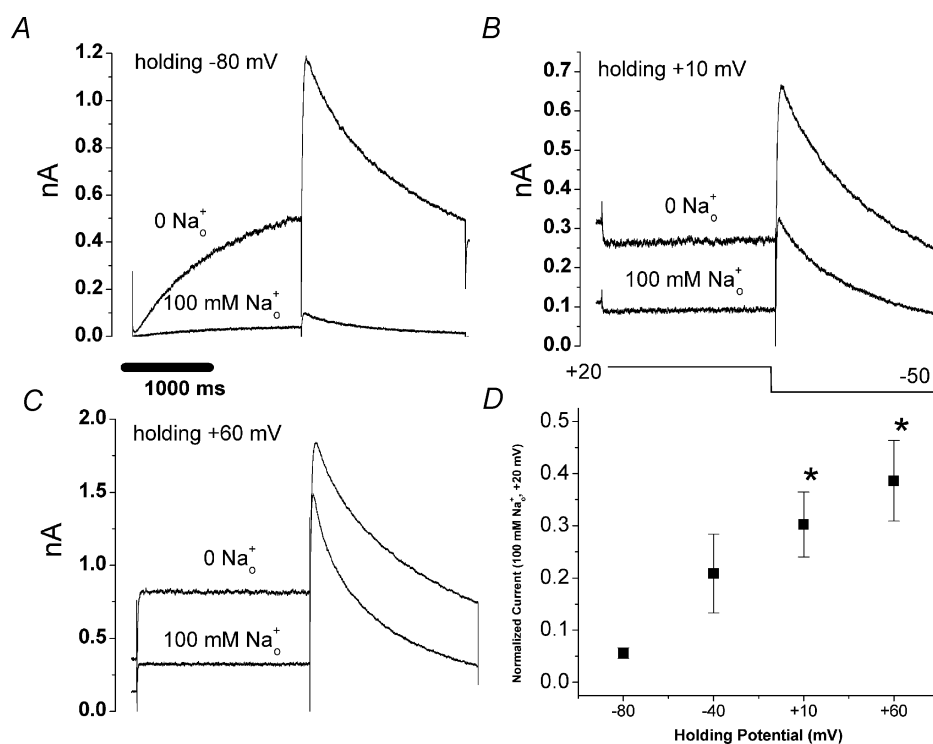 A
holding -80 mV
1.2
1.0
0.8
0.6
0.4
0.2
0.0
nA
0 Na⁺ₒ
100 mM Na⁺ₒ
1000 ms
B
holding +10 mV
0.7
0.6
0.5
0.4
0.3
0.2
0.1
0.0
nA
0 Na⁺ₒ
100 mM Na⁺ₒ
+20
-50
C
holding +60 mV
2.0
1.5
1.0
0.5
0.0
nA
0 Na⁺ₒ
100 mM Na⁺ₒ
D
Normalized Current (100 mM Na⁺ₒ, +20 mV)
0.5
0.4
0.3
0.2
0.1
0.0
*
*
-80
-40
+10
+60
Holding Potential (mV)